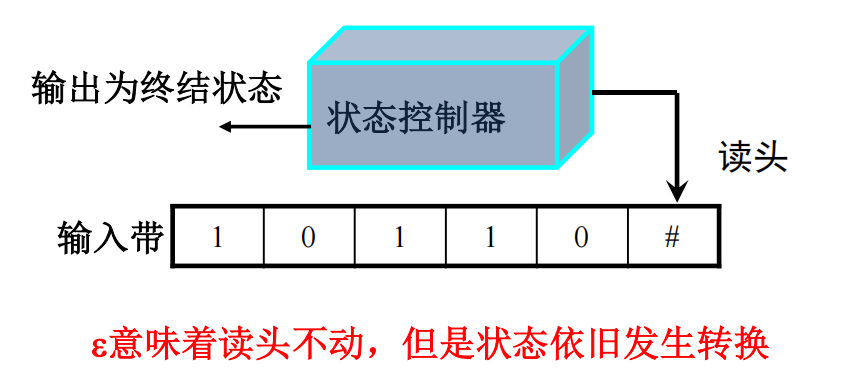 输出为终结状态
状态控制器
读头
输入带 1 0 1 1 0 #
ε意味着读头不动，但是状态依旧发生转换